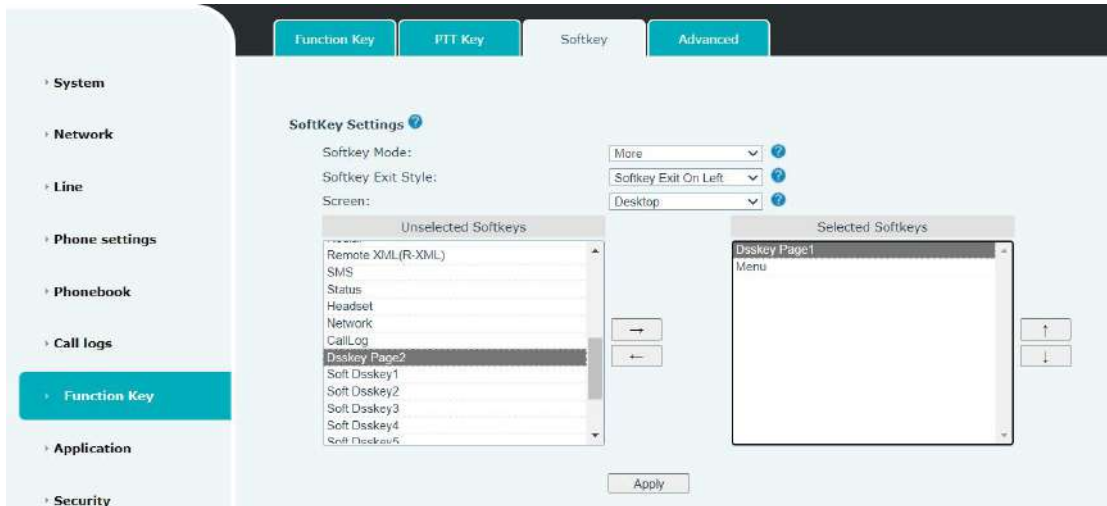 Function Key
PTT Key
Softkey
Advanced
System
Network
Line
Phone settings
Phonebook
Call logs
Function Key
Application
Security
SoftKey Settings ?
Softkey Mode:
More
?
Softkey Exit Style:
Softkey Exit On Left
?
Screen:
Desktop
?
Unselected Softkeys
Remote XML(R-XML)
SMS
Status
Headset
Network
CallLog
Dsskey Page2
Soft Dsskey1
Soft Dsskey2
Soft Dsskey3
Soft Dsskey4
Soft Dsskey5
→
←
Selected Softkeys
Dsskey Page1
Menu
↑
↓
Apply